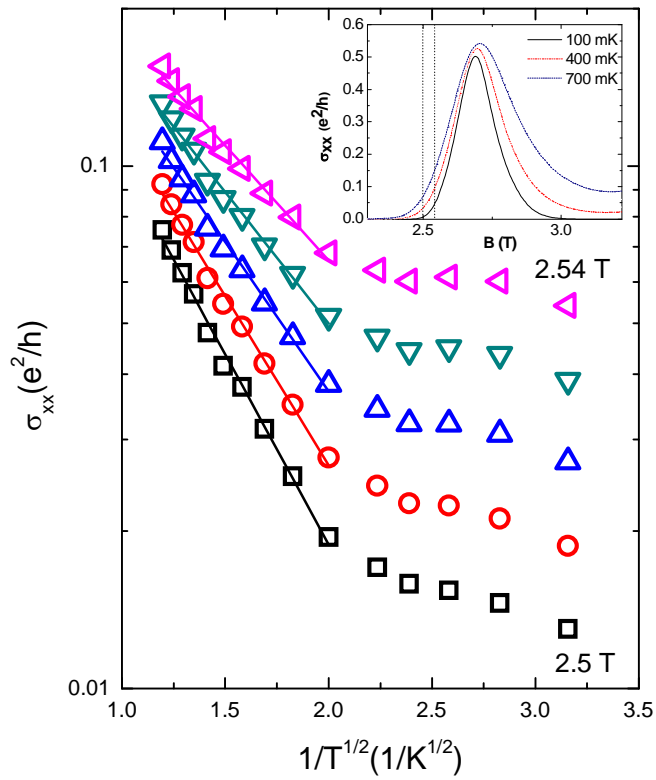 0.1
0.01
σxx(e²/h)
1.0 1.5 2.0 2.5 3.0 3.5
1/T^1/2(1/K^1/2)
2.54 T
2.5 T
0.6
0.5
0.4
0.3
0.2
0.1
0.0
σxx (e²/h)
2.5 3.0
B (T)
100 mK
400 mK
700 mK